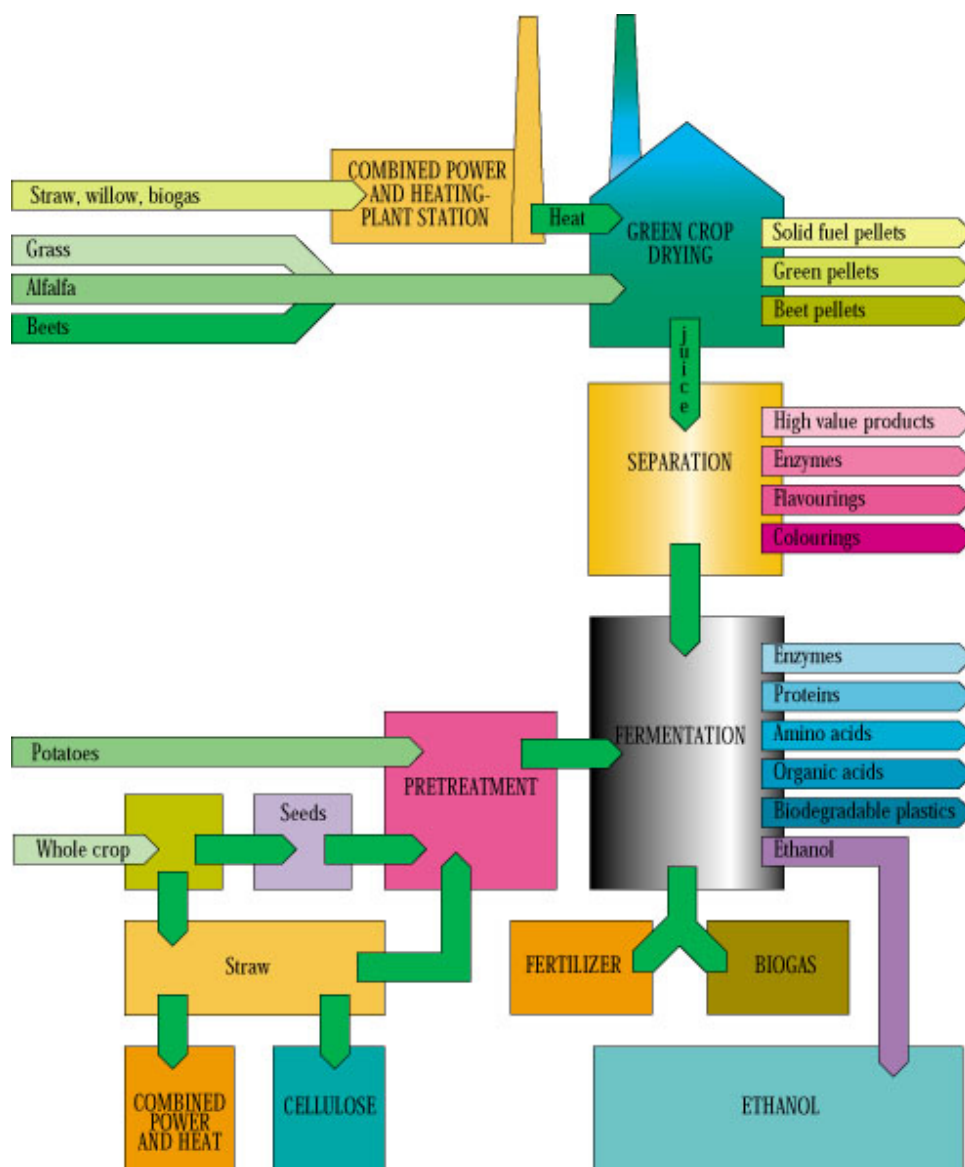 COMBINED POWER
AND HEATING-
PLANT STATION
Straw, willow, biogas
Heat
GREEN CROP
DRYING
Solid fuel pellets
Grass
Green pellets
Alfalfa
Beet pellets
Beets
juice
High value products
SEPARATION
Enzymes
Flavourings
Colourings
Enzymes
Proteins
FERMENTATION
Amino acids
Potatoes
Organic acids
PRETREATMENT
Biodegradable plastics
Seeds
Whole crop
Ethanol
Straw
FERTILIZER
BIOGAS
COMBINED
POWER
AND HEAT
CELLULOSE
ETHANOL